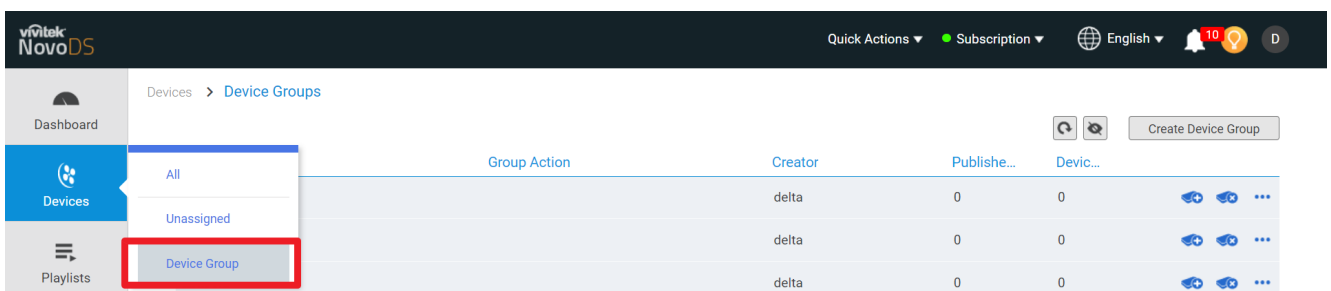 vivitek
NovoDS
Quick Actions ▼ Subscription ▼ English ▼ 10 D
Devices > Device Groups
Dashboard
Create Device Group
Group Action Creator Publishe... Devic...
All
Devices
delta 0 0
Unassigned
delta 0 0
Device Group
Playlists
delta 0 0